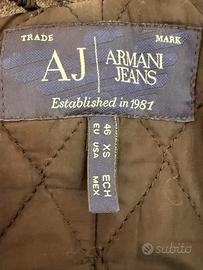 TRADE MARK
AJ ARMANI JEANS
Established in 1981
46 XS ECH
EU USA MEX
subito